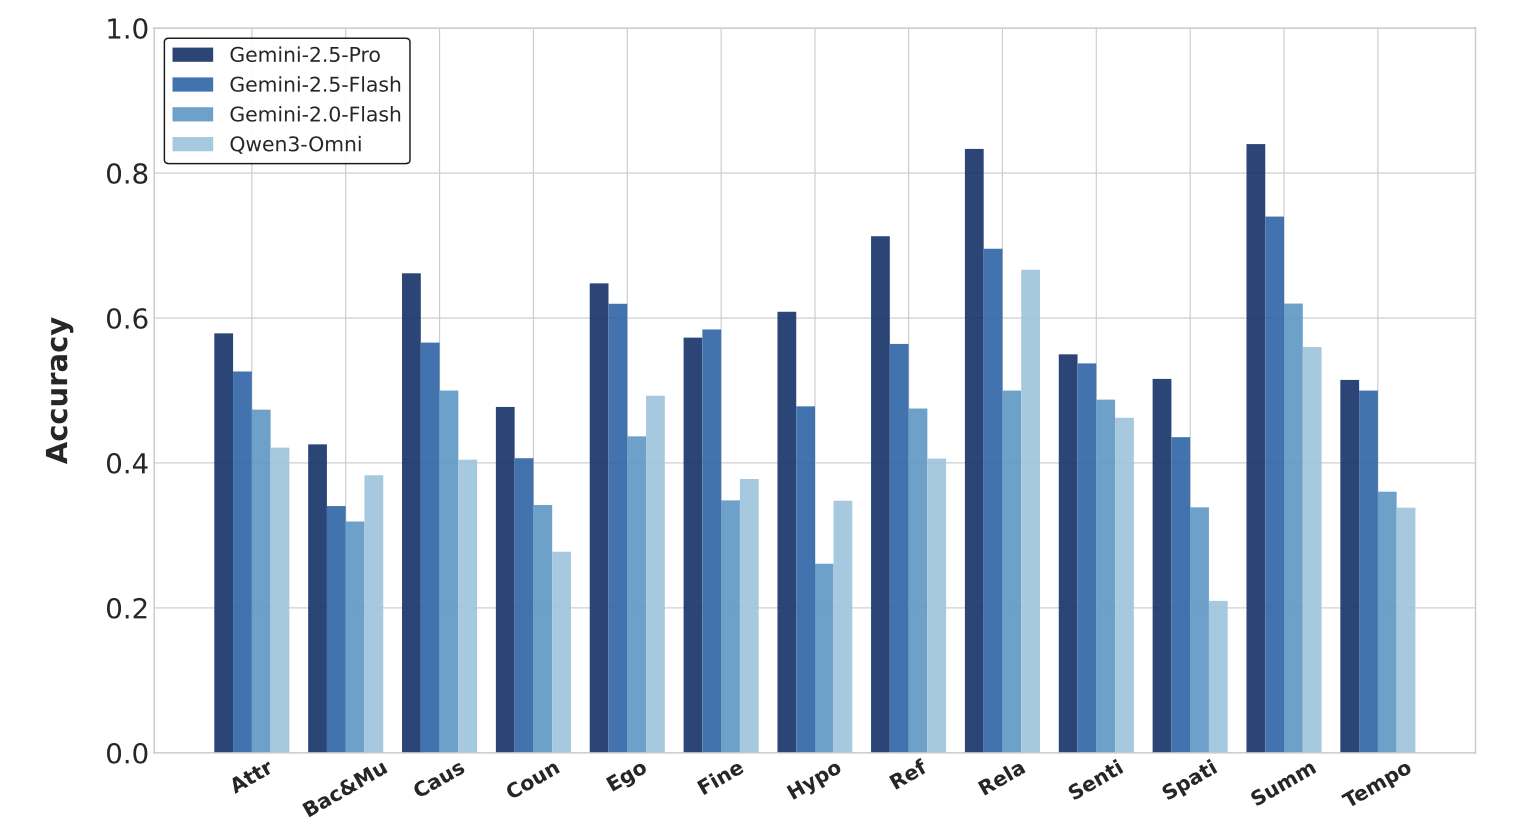 1.0
0.8
0.6
0.4
0.2
0.0
Accuracy
Gemini-2.5-Pro
Gemini-2.5-Flash
Gemini-2.0-Flash
Qwen3-Omni
Attr
Bac&Mu
Caus
Coun
Ego
Fine
Hypo
Ref
Rela
Senti
Spati
Summ
Tempo